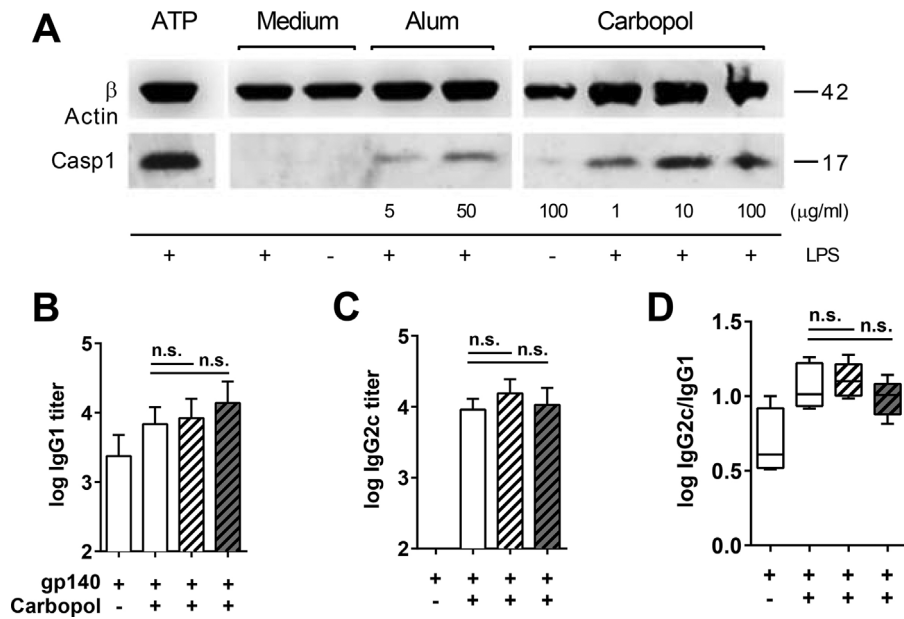 A
ATP Medium Alum Carbopol
β Actin 42
Casp1 17
5 50 100 1 10 100 (µg/ml)
+ + - + + - + + + LPS
B
n.s.
n.s.
log IgG1 titer
5
4
3
2
gp140 + + + +
Carbopol - + + +
C
n.s.
n.s.
log IgG2c titer
5
4
3
2
+ + + +
- + + +
D
n.s.
n.s.
log IgG2c/IgG1
1.5
1.0
0.5
0.0
+ + + +
- + + +